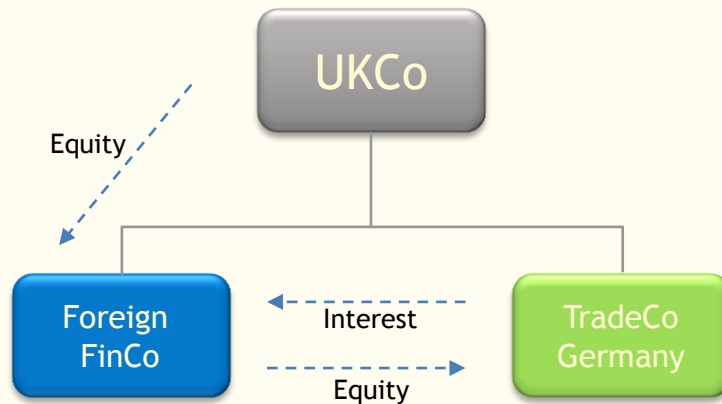 UKCo
Equity
Foreign
FinCo
Interest
Equity
TradeCo
Germany